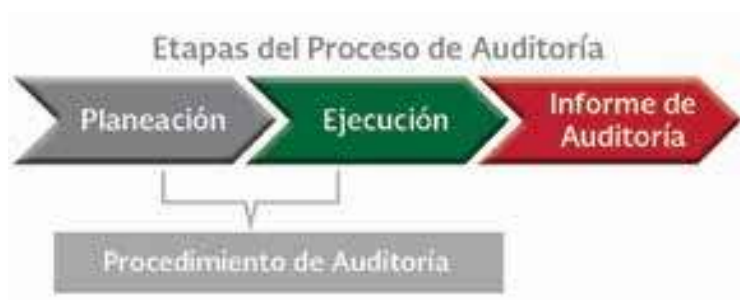 Etapas del Proceso de Auditoría
Planeación
Ejecución
Informe de
Auditoría
Procedimiento de Auditoría